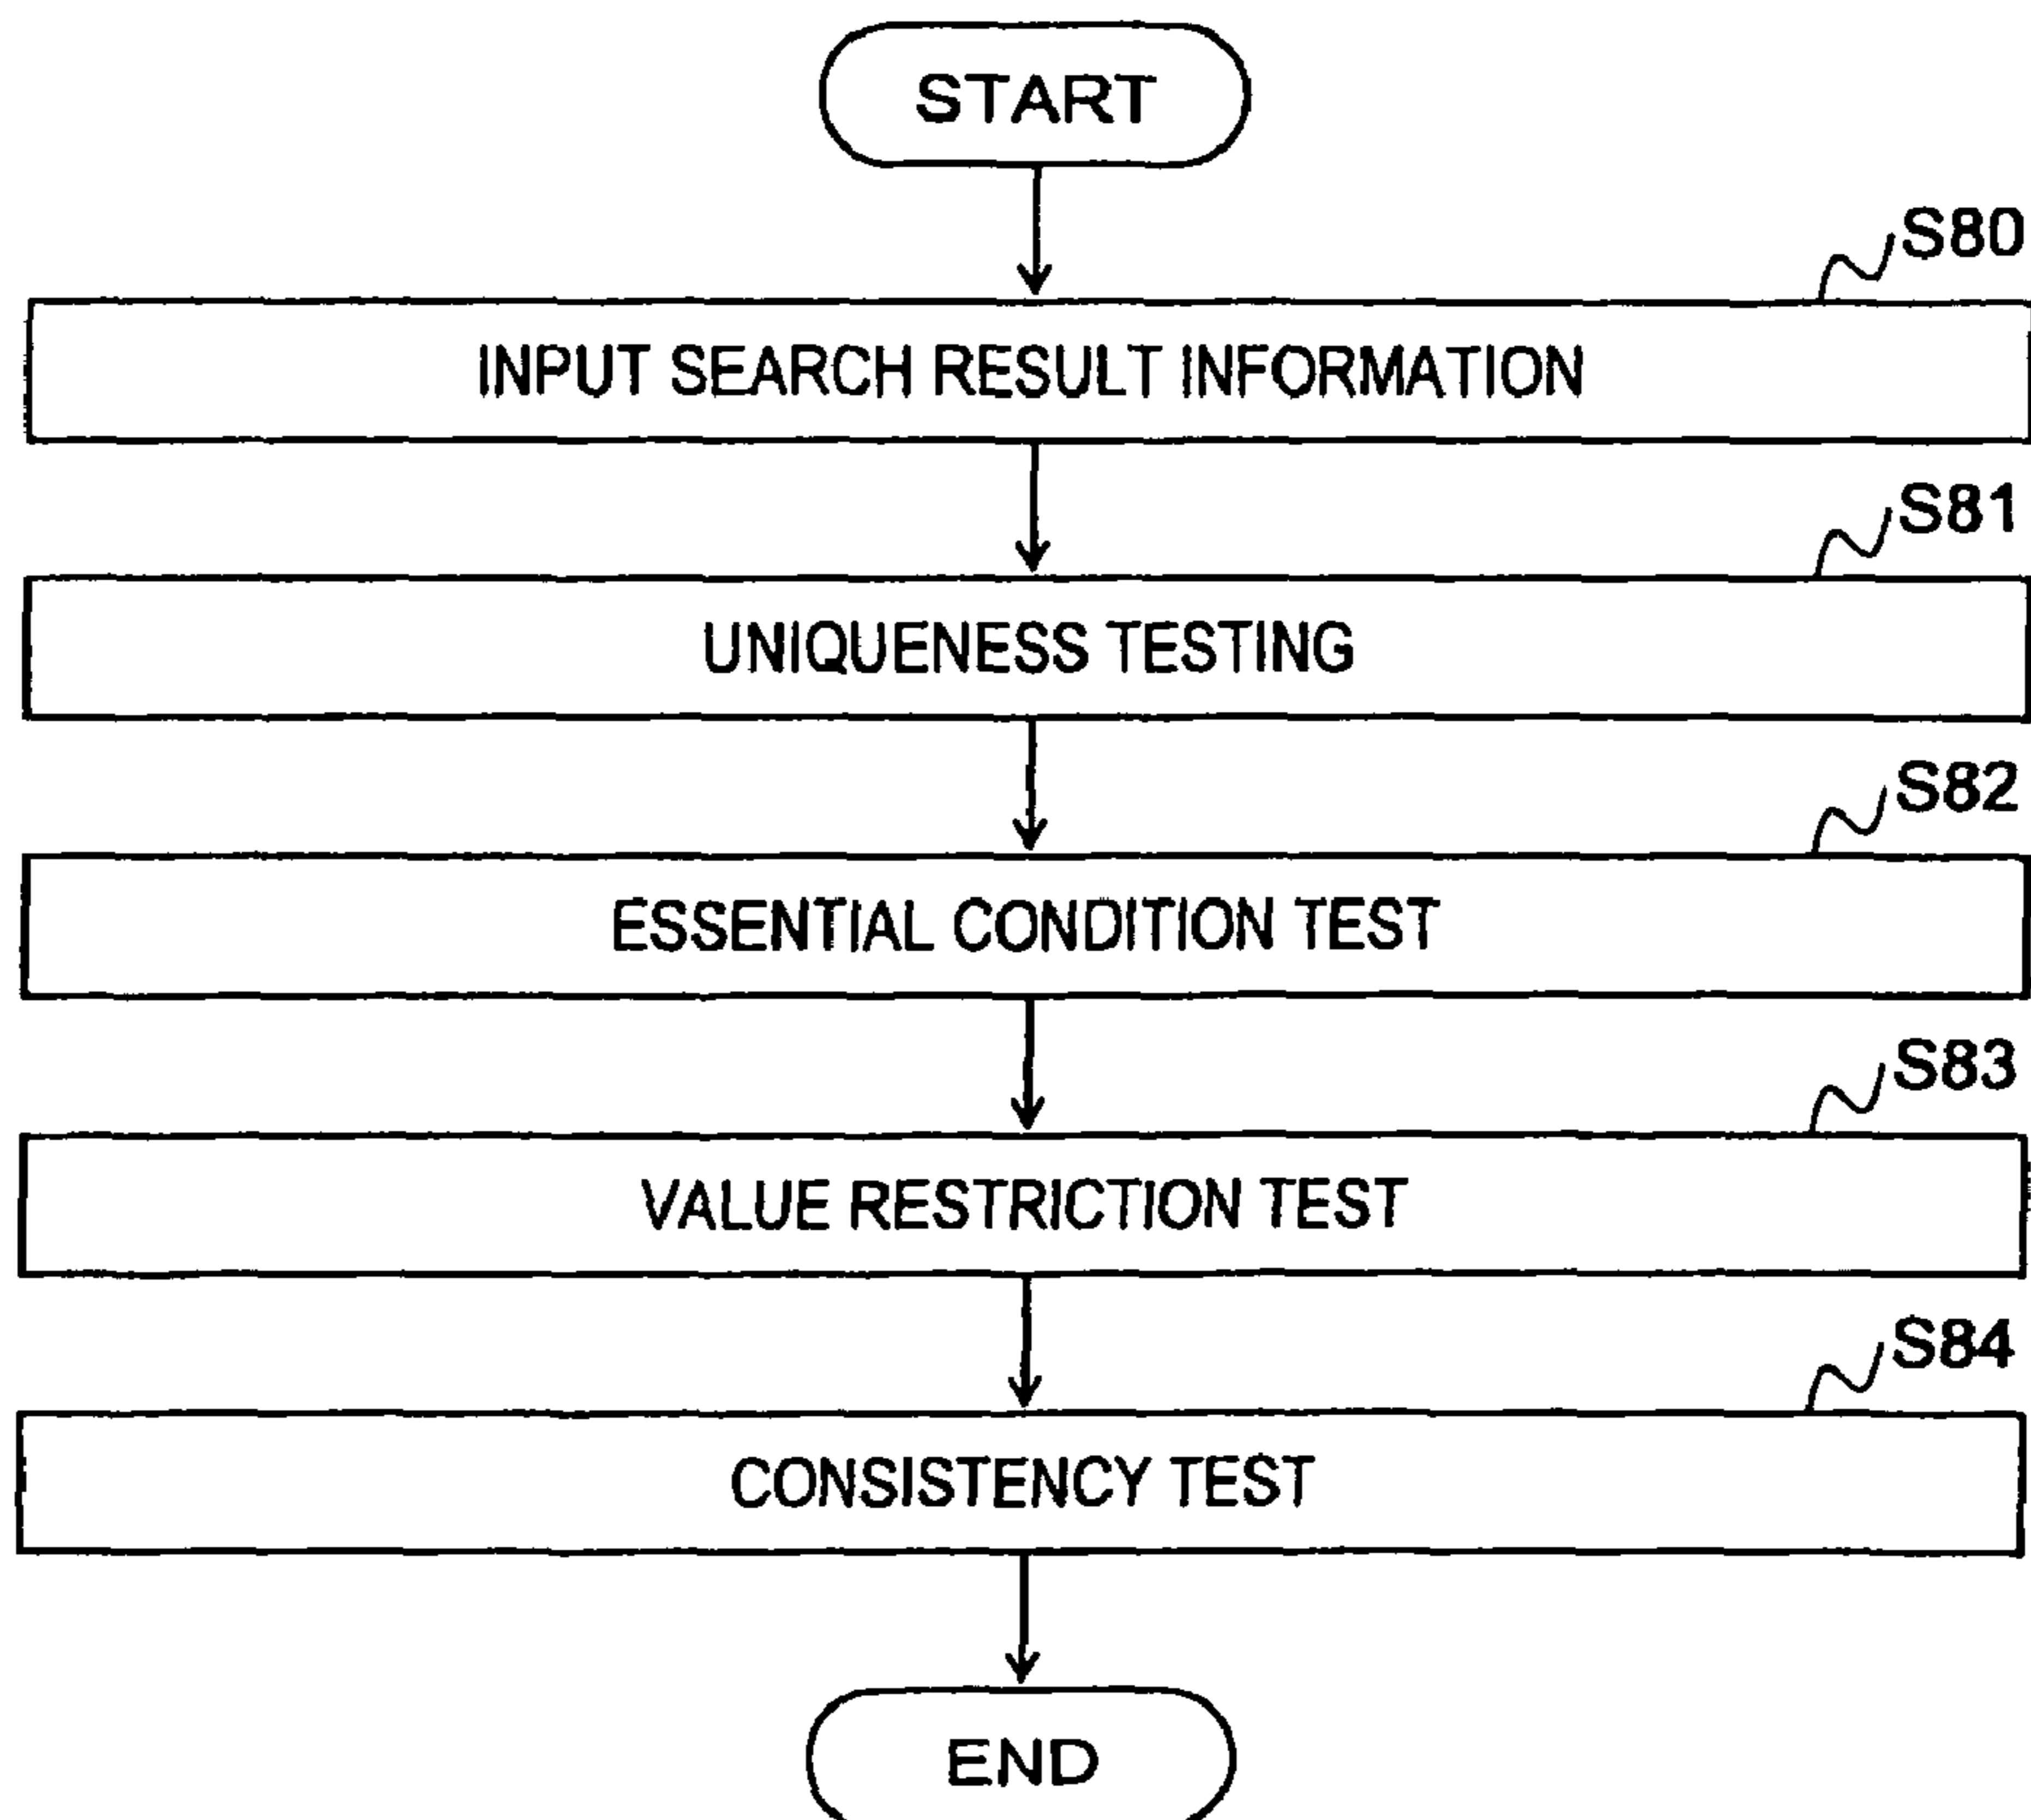 START
S80
INPUT SEARCH RESULT INFORMATION
S81
UNIQUENESS TESTING
S82
ESSENTIAL CONDITION TEST
S83
VALUE RESTRICTION TEST
S84
CONSISTENCY TEST
END